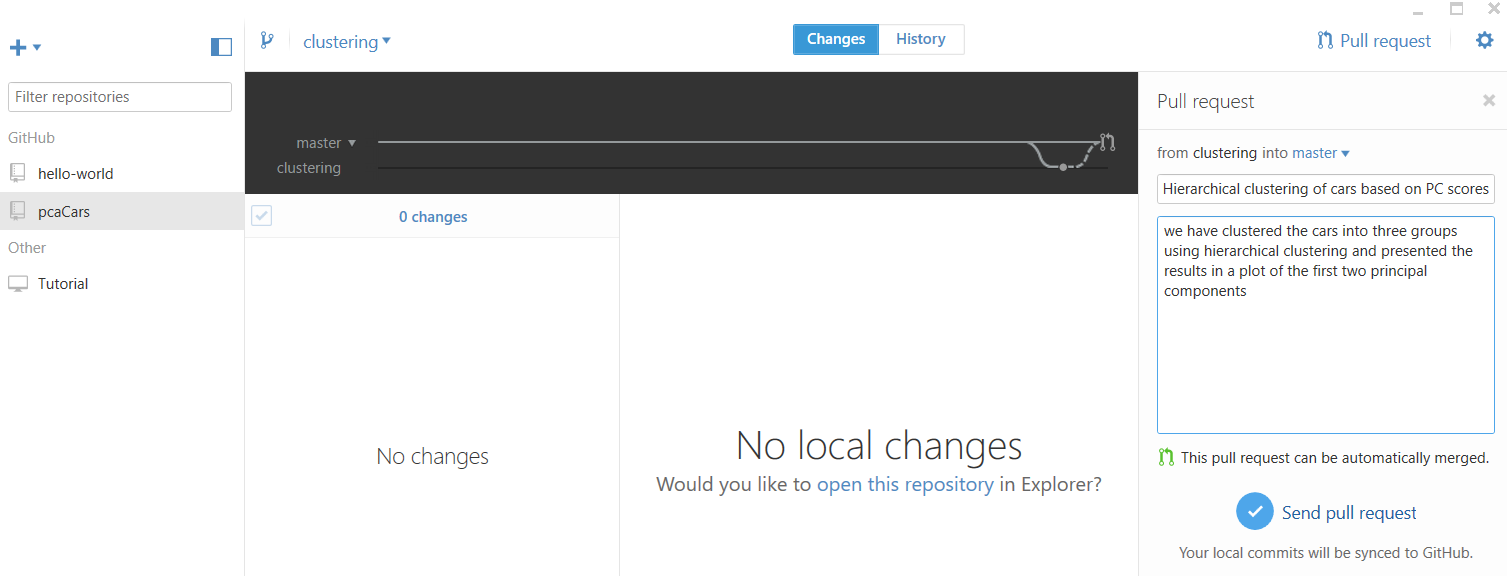 clustering
Changes
History
Pull request
Filter repositories
GitHub
hello-world
pcaCars
Other
Tutorial
master
clustering
0 changes
No changes
No local changes
Would you like to open this repository in Explorer?
Pull request
from clustering into master
Hierarchical clustering of cars based on PC scores
we have clustered the cars into three groups
using hierarchical clustering and presented the
results in a plot of the first two principal
components
This pull request can be automatically merged.
Send pull request
Your local commits will be synced to GitHub.